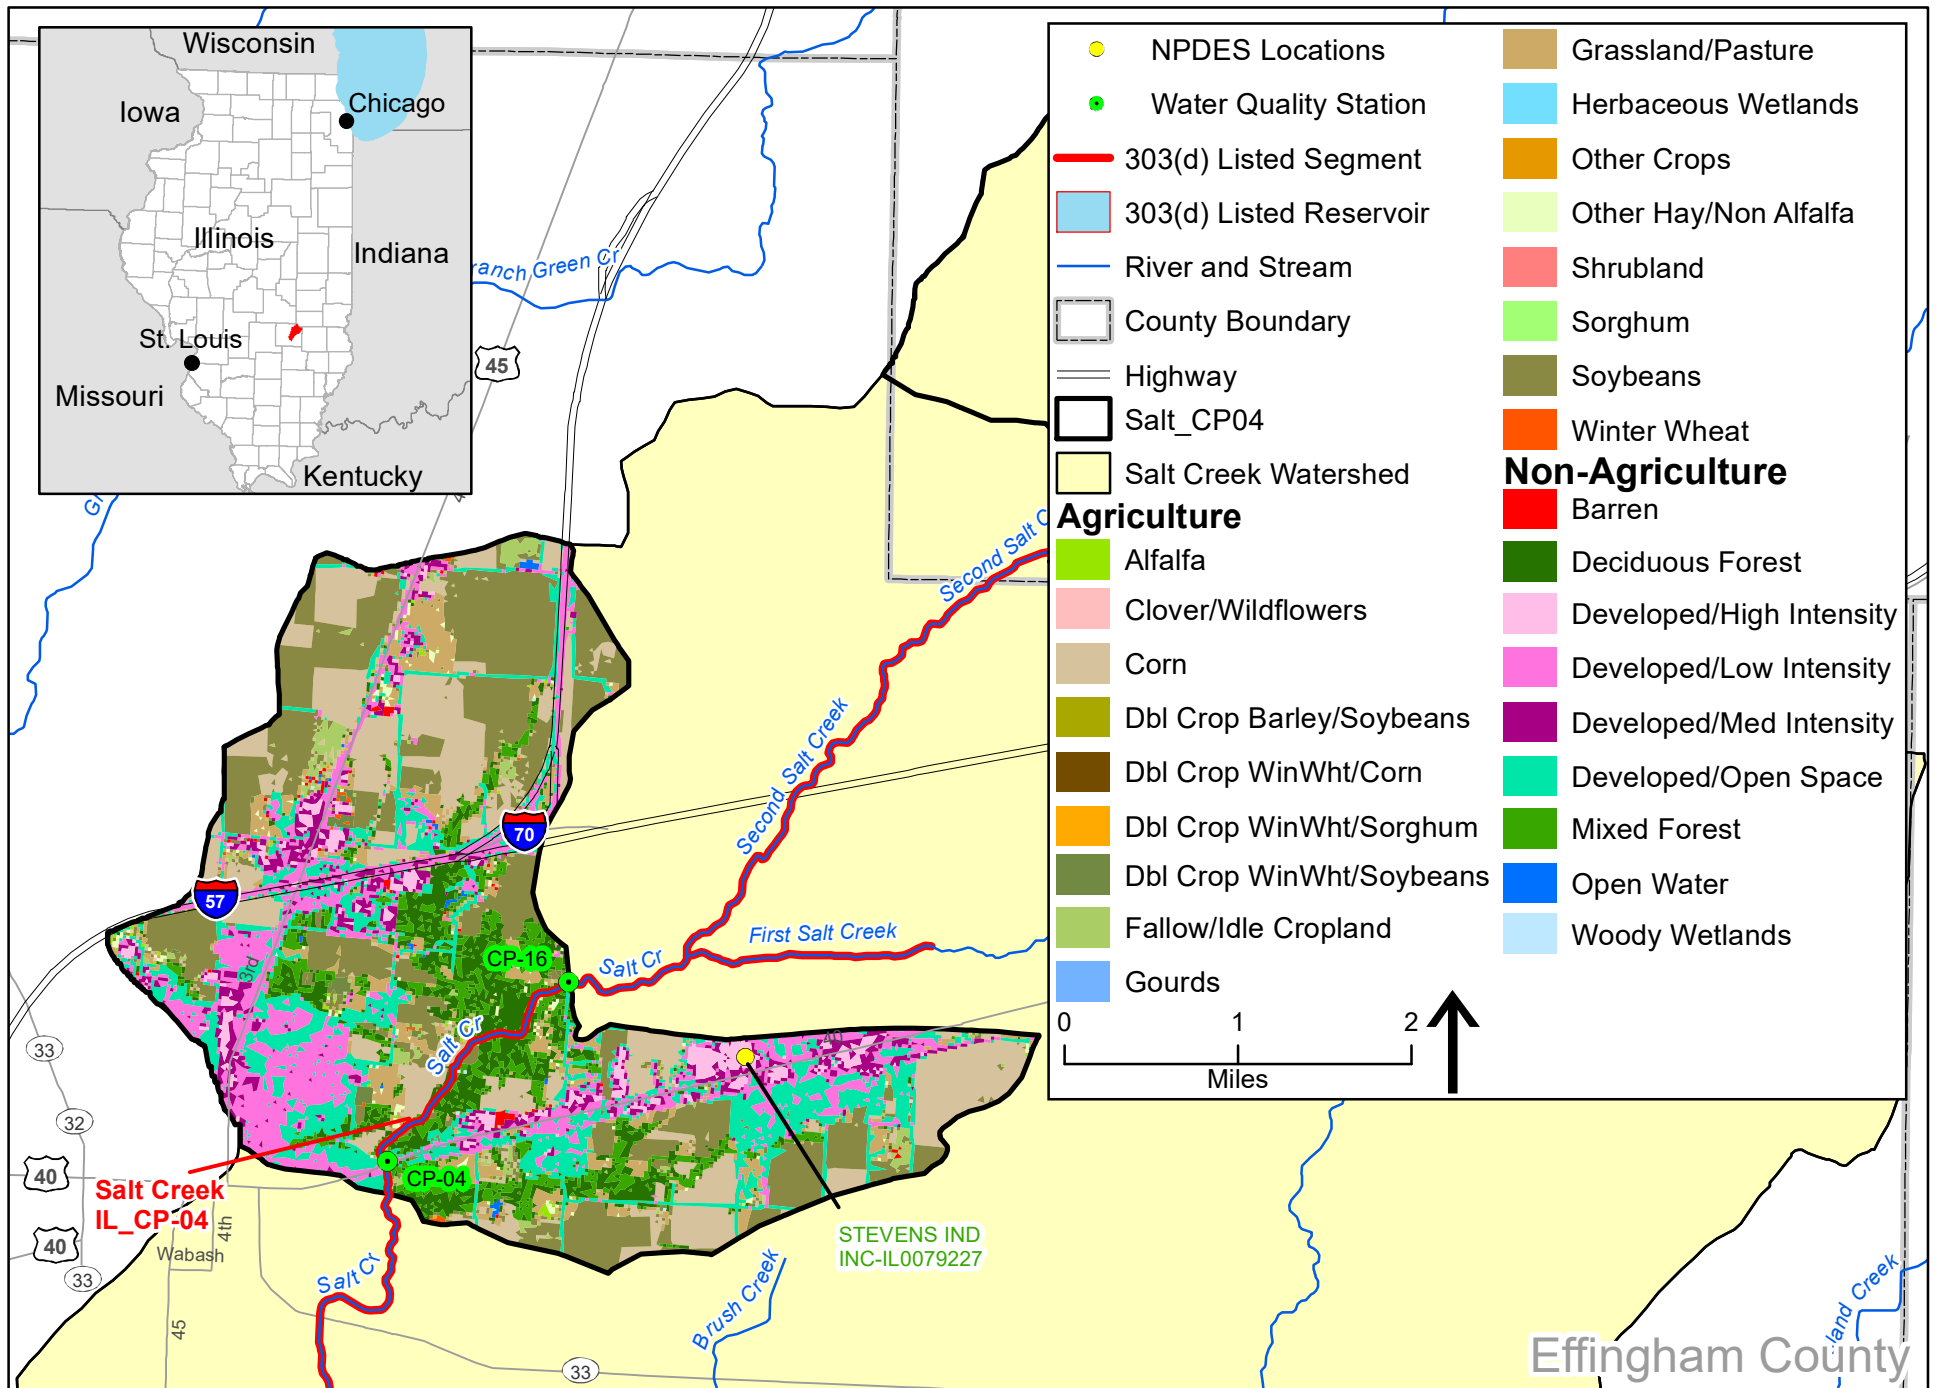 Wisconsin
Iowa
Chicago
Illinois
Indiana
St. Louis
Missouri
Kentucky
ranch Green Cr
45
NPDES Locations
Water Quality Station
303(d) Listed Segment
303(d) Listed Reservoir
River and Stream
County Boundary
Highway
Salt_CP04
Salt Creek Watershed
Agriculture
Alfalfa
Clover/Wildflowers
Corn
Dbl Crop Barley/Soybeans
Dbl Crop WinWht/Corn
Dbl Crop WinWht/Sorghum
Dbl Crop WinWht/Soybeans
Fallow/Idle Cropland
Gourds
Grassland/Pasture
Herbaceous Wetlands
Other Crops
Other Hay/Non Alfalfa
Shrubland
Sorghum
Soybeans
Winter Wheat
Non-Agriculture
Barren
Deciduous Forest
Developed/High Intensity
Developed/Low Intensity
Developed/Med Intensity
Developed/Open Space
Mixed Forest
Open Water
Woody Wetlands
0 1 2
Miles
Second Salt C
Second Salt Creek
First Salt Creek
Salt Cr
70
57
CP-16
3rd
Salt Cr
40
33
32
40
40
33
CP-04
Salt Creek
IL_CP-04
4th
Wabash
45
Salt Cr
STEVENS IND
INC-IL0079227
Brush Creek
33
land Creek
Effingham County